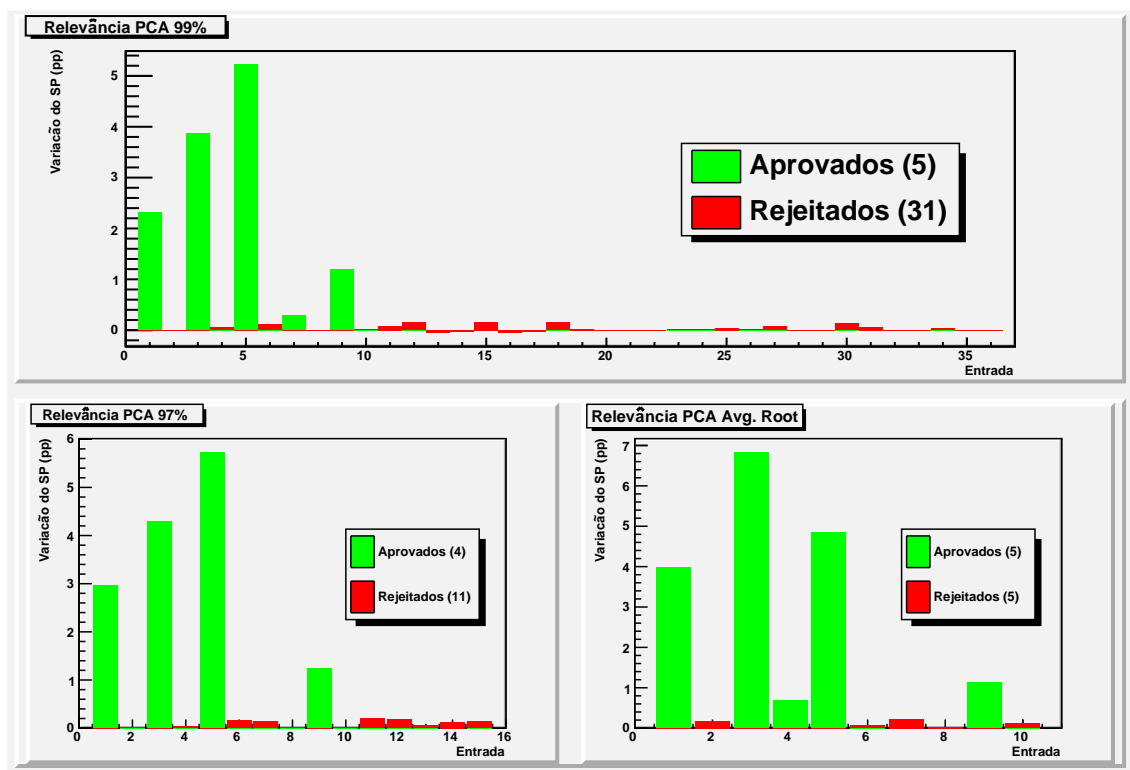 Relevância PCA 99%
Variacão do SP (pp)
5
4
3
2
1
0
Aprovados (5)
Rejeitados (31)
0 5 10 15 20 25 30 35
Entrada
Relevância PCA 97%
Variacão do SP (pp)
6
5
4
3
2
1
0
Aprovados (4)
Rejeitados (11)
0 2 4 6 8 10 12 14 16
Entrada
Relevância PCA Avg. Root
Variacão do SP (pp)
7
6
5
4
3
2
1
0
Aprovados (5)
Rejeitados (5)
0 2 4 6 8 10
Entrada